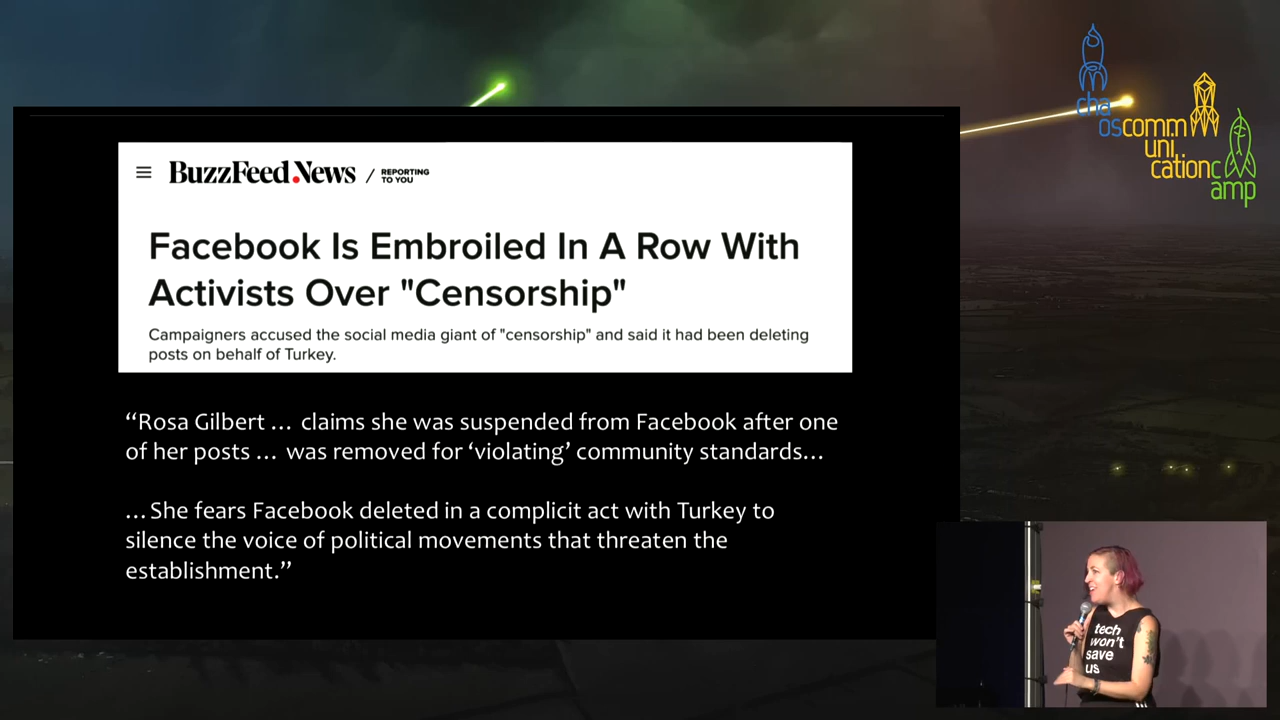 chaoscommunicationcamp
BuzzFeed.News / REPORTING TO YOU
Facebook Is Embroiled In A Row With
Activists Over "Censorship"
Campaigners accused the social media giant of "censorship" and said it had been deleting
posts on behalf of Turkey.
“Rosa Gilbert … claims she was suspended from Facebook after one
of her posts … was removed for ‘violating’ community standards…
…She fears Facebook deleted in a complicit act with Turkey to
silence the voice of political movements that threaten the
establishment.”
tech
won't
save
us